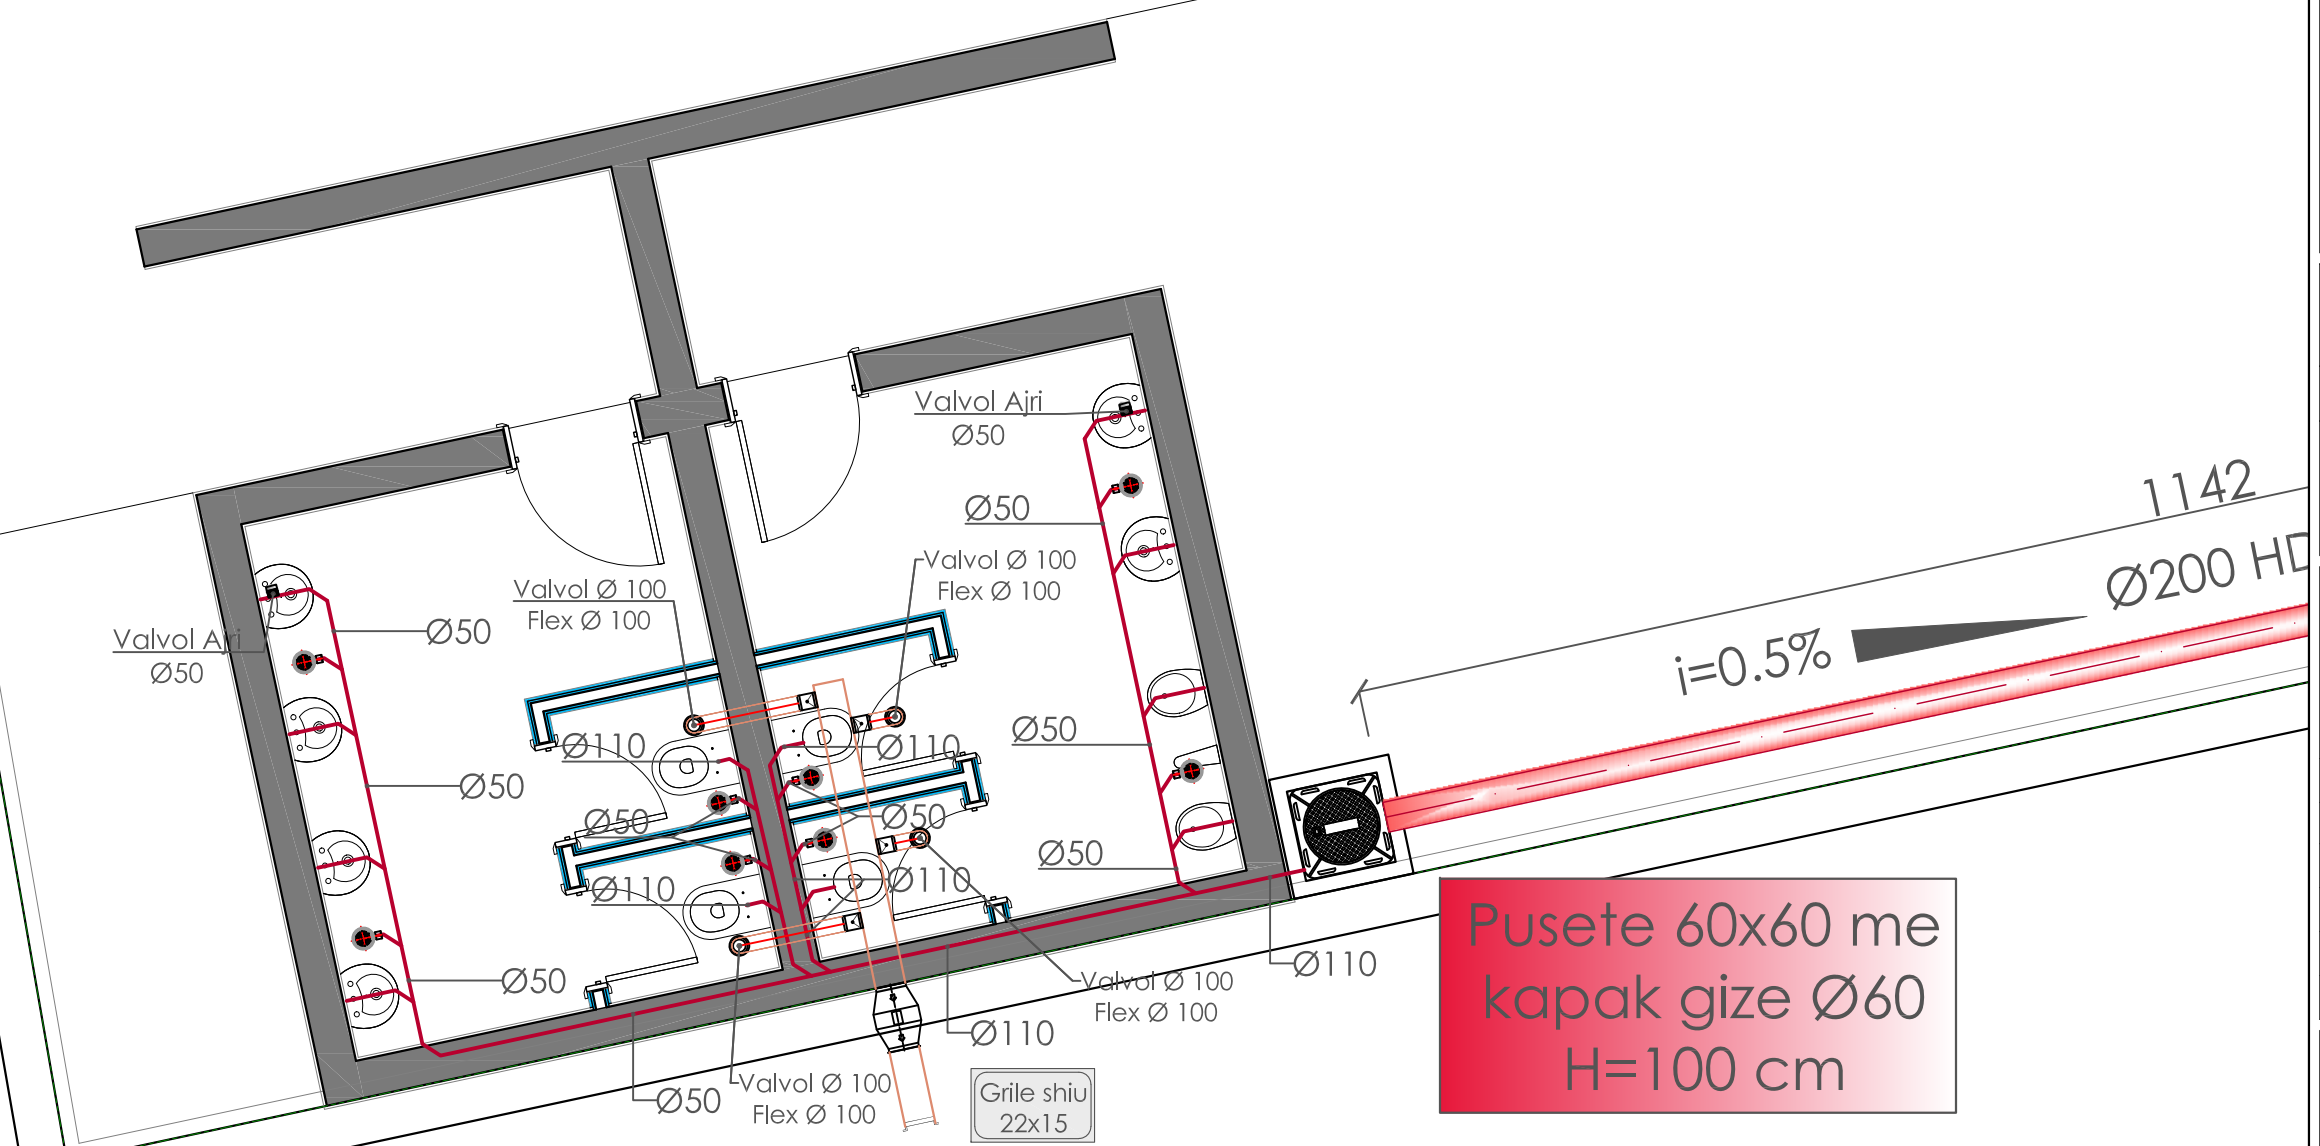 Valvol Ajri
Ø50
Ø50
1142
Ø200 HD
i=0.5%
Valvol Ø 100
Flex Ø 100
Valvol Ø 100
Flex Ø 100
Valvol Ajri
Ø50
Ø50
Ø110
Ø110
Ø50
Ø50
Ø50
Ø50
Ø110
Ø110
Ø50
Ø50
Ø110
Valvol Ø 100
Flex Ø 100
Ø110
Ø50
Valvol Ø 100
Flex Ø 100
Grile shiu
22x15
Pusete 60x60 me
kapak gize Ø60
H=100 cm